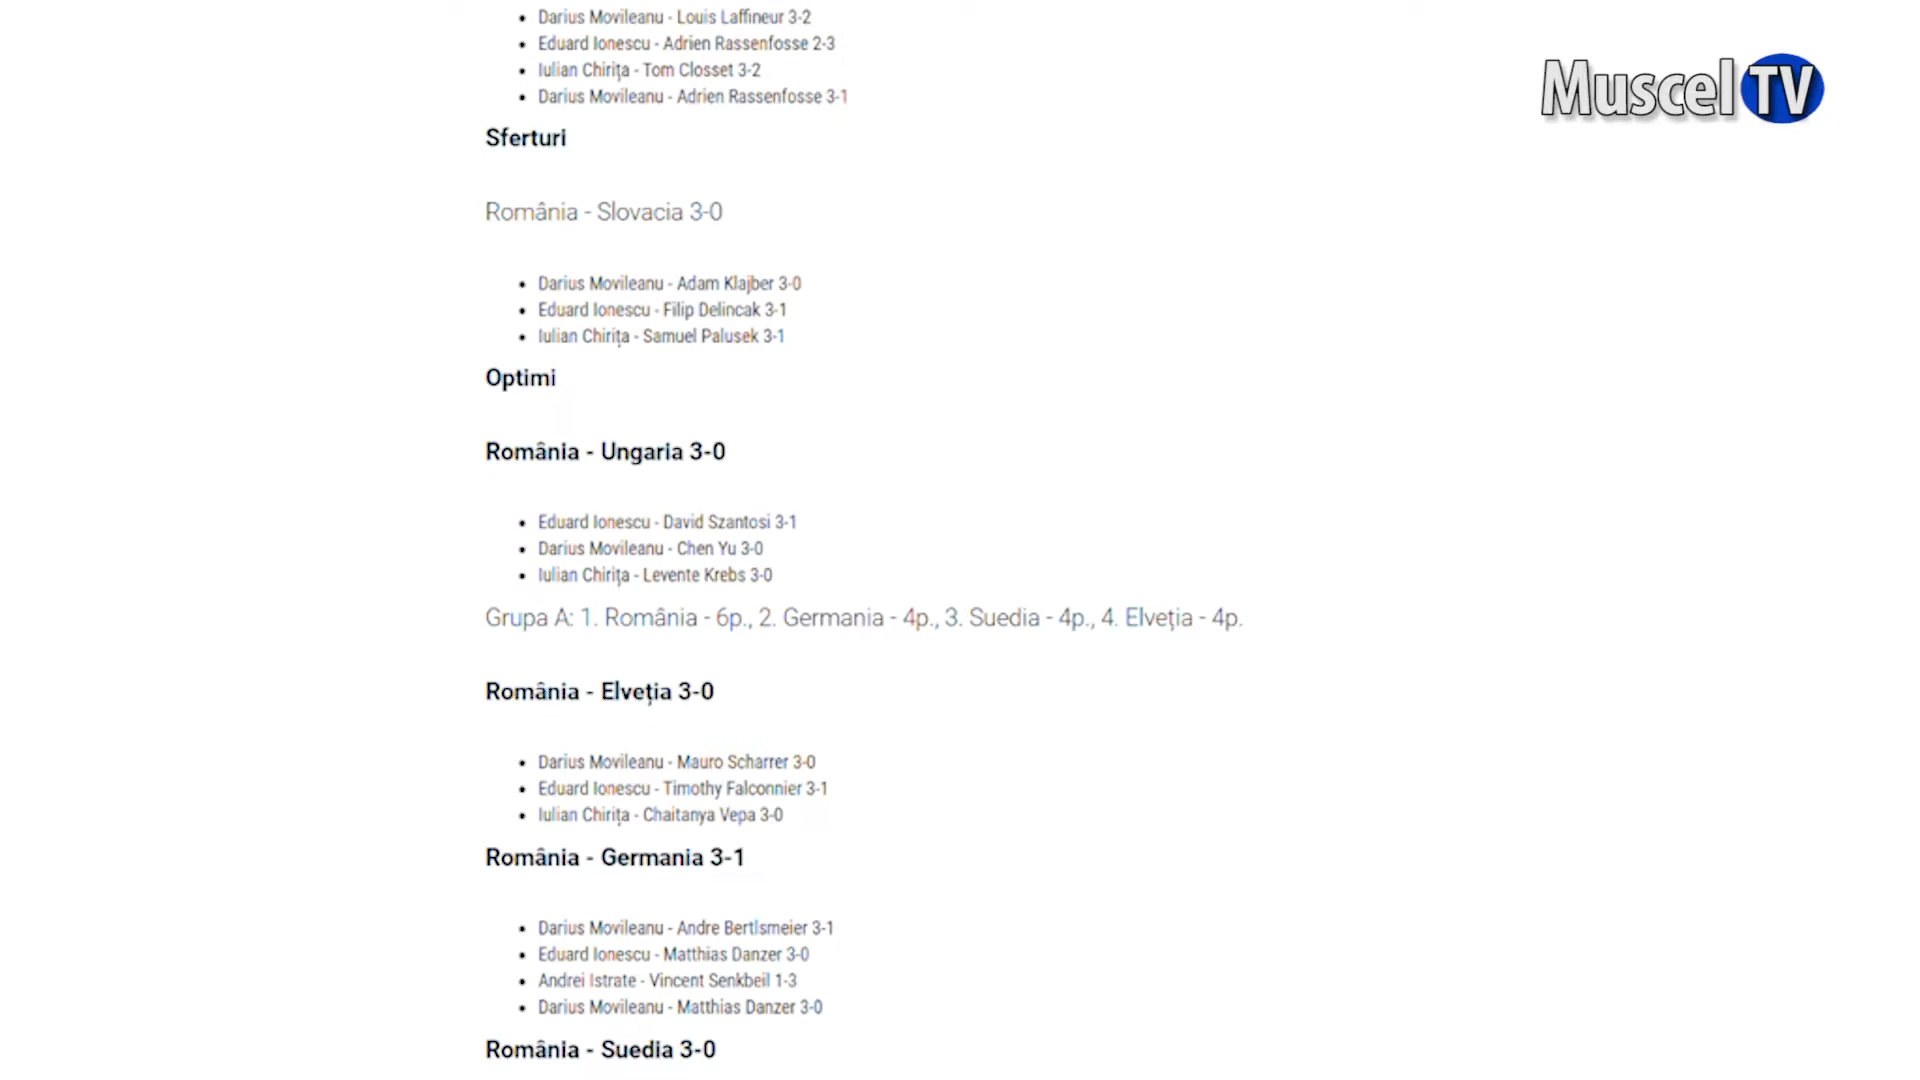 Darius Movileanu - Louis Laffineur 3-2
Eduard Ionescu - Adrien Rassenfosse 2-3
Iulian Chirița - Tom Closset 3-2
Darius Movileanu - Adrien Rassenfosse 3-1
Muscel TV
Sferturi
România - Slovacia 3-0
Darius Movileanu - Adam Klajber 3-0
Eduard Ionescu - Filip Delincak 3-1
Iulian Chirița - Samuel Palusek 3-1
Optimi
România - Ungaria 3-0
Eduard Ionescu - David Szantosi 3-1
Darius Movileanu - Chen Yu 3-0
Iulian Chirița - Levente Krebs 3-0
Grupa A: 1. România - 6p., 2. Germania - 4p., 3. Suedia - 4p., 4. Elveția - 4p.
România - Elveția 3-0
Darius Movileanu - Mauro Scharrer 3-0
Eduard Ionescu - Timothy Falconnier 3-1
Iulian Chirița - Chaitanya Vepa 3-0
România - Germania 3-1
Darius Movileanu - Andre Bertlsmeier 3-1
Eduard Ionescu - Matthias Danzer 3-0
Andrei Istrate - Vincent Senkbeil 1-3
Darius Movileanu - Matthias Danzer 3-0
România - Suedia 3-0